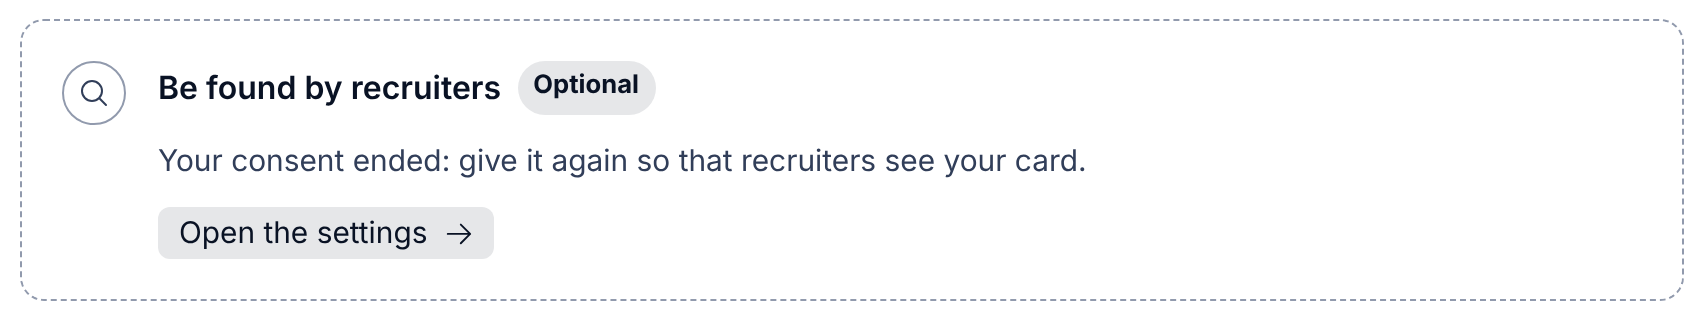 Be found by recruiters Optional
Your consent ended: give it again so that recruiters see your card.
Open the settings →